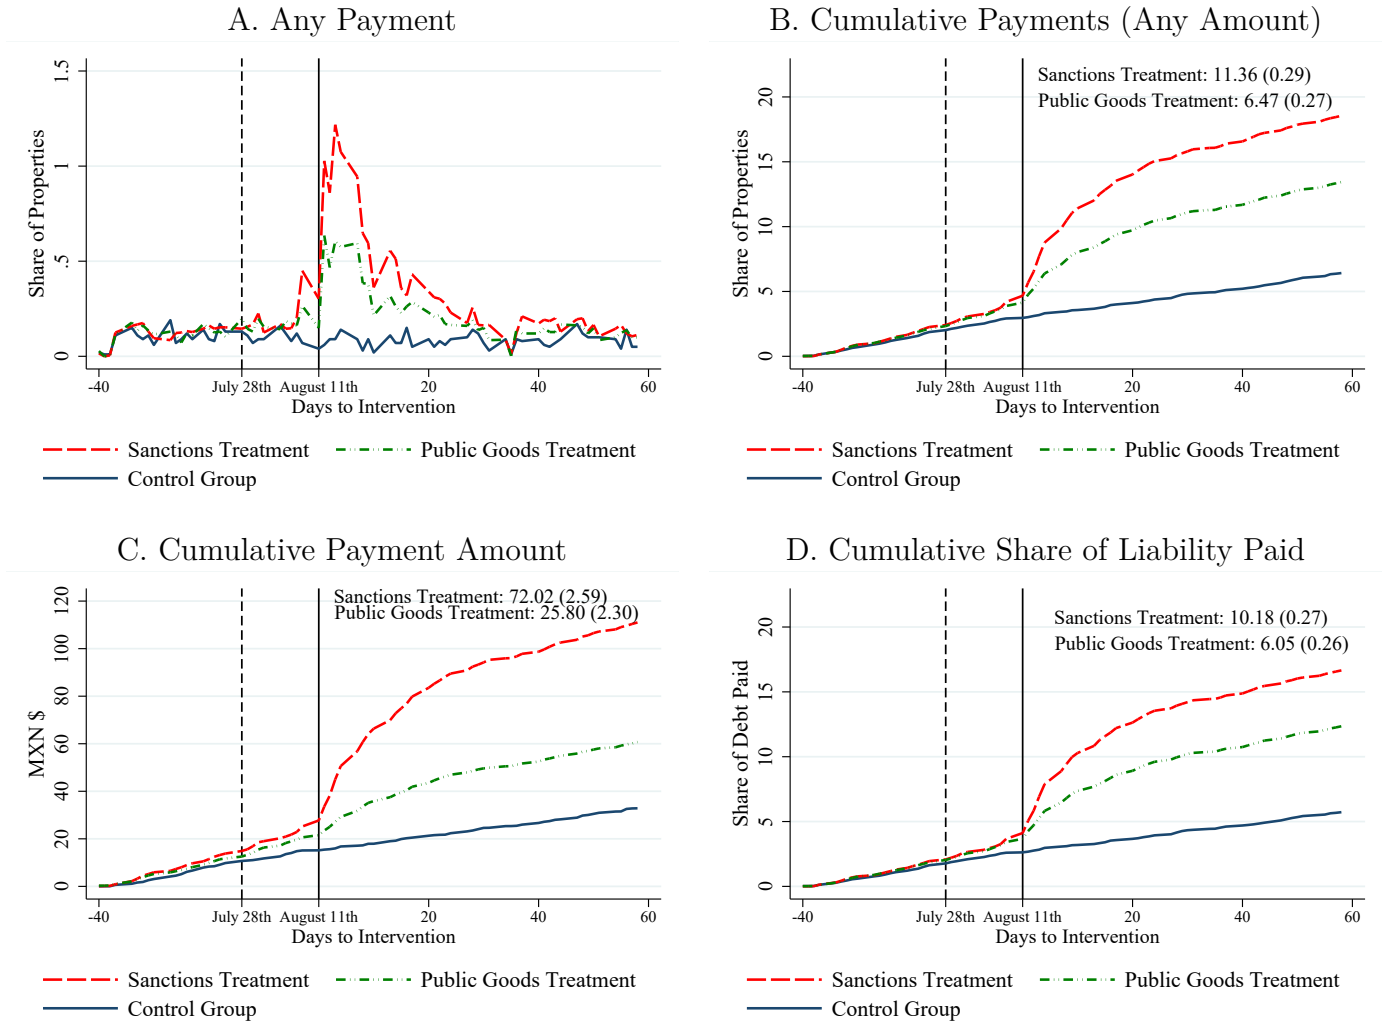 A. Any Payment
1.5
1
.5
0
Share of Properties
-40
July 28th
August 11th
20
40
60
Days to Intervention
Sanctions Treatment
Public Goods Treatment
Control Group
B. Cumulative Payments (Any Amount)
Sanctions Treatment: 11.36 (0.29)
Public Goods Treatment: 6.47 (0.27)
20
15
10
5
0
Share of Properties
-40
July 28th
August 11th
20
40
60
Days to Intervention
Sanctions Treatment
Public Goods Treatment
Control Group
C. Cumulative Payment Amount
Sanctions Treatment: 72.02 (2.59)
Public Goods Treatment: 25.80 (2.30)
120
100
80
60
40
20
0
MXN $
-40
July 28th
August 11th
20
40
60
Days to Intervention
Sanctions Treatment
Public Goods Treatment
Control Group
D. Cumulative Share of Liability Paid
Sanctions Treatment: 10.18 (0.27)
Public Goods Treatment: 6.05 (0.26)
20
15
10
5
0
Share of Debt Paid
-40
July 28th
August 11th
20
40
60
Days to Intervention
Sanctions Treatment
Public Goods Treatment
Control Group